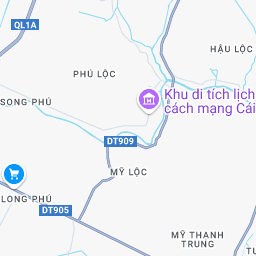 QL1A
HẬU LỘC
PHÚ LỘC
SONG PHÚ
Khu di tích lịch
cách mạng Cái
DT909
MỸ LỘC
LONG PHÚ
DT905
MỸ THẠNH
TRUNG